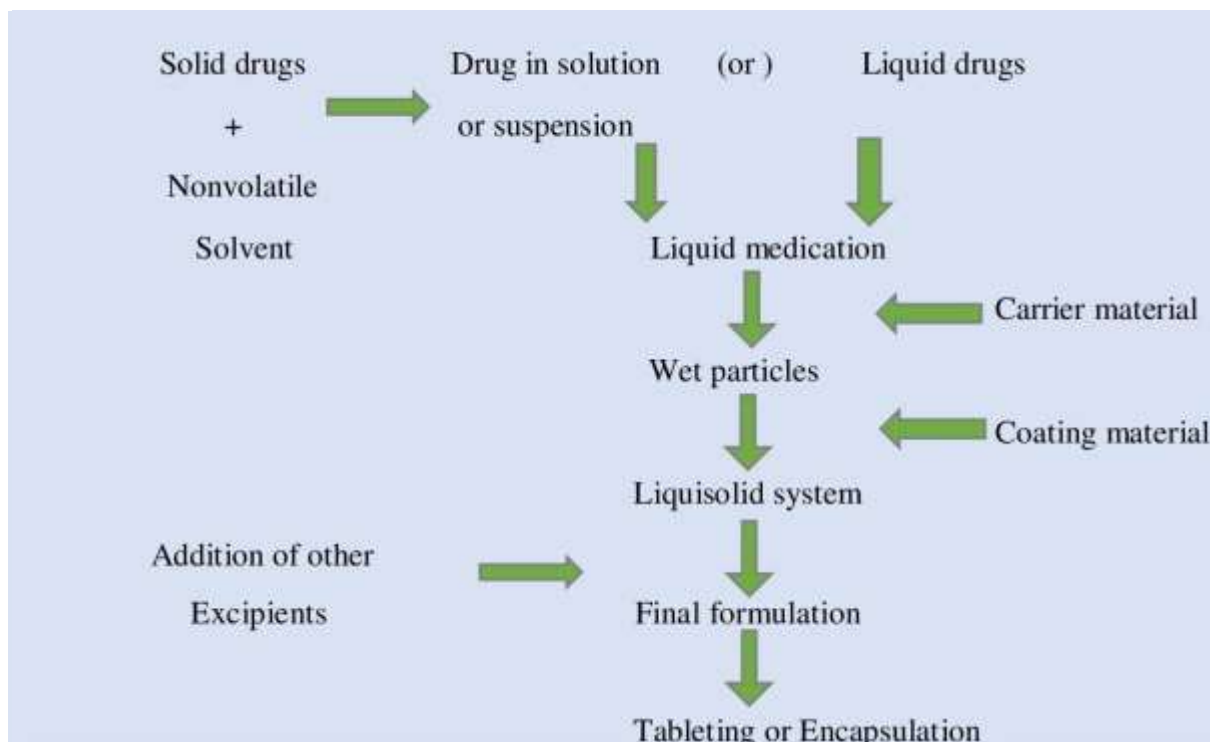 Solid drugs
+
Nonvolatile
Solvent
Drug in solution
or suspension
(or )
Liquid drugs
Liquid medication
Carrier material
Wet particles
Coating material
Liquisolid system
Addition of other
Excipients
Final formulation
Tableting or Encapsulation